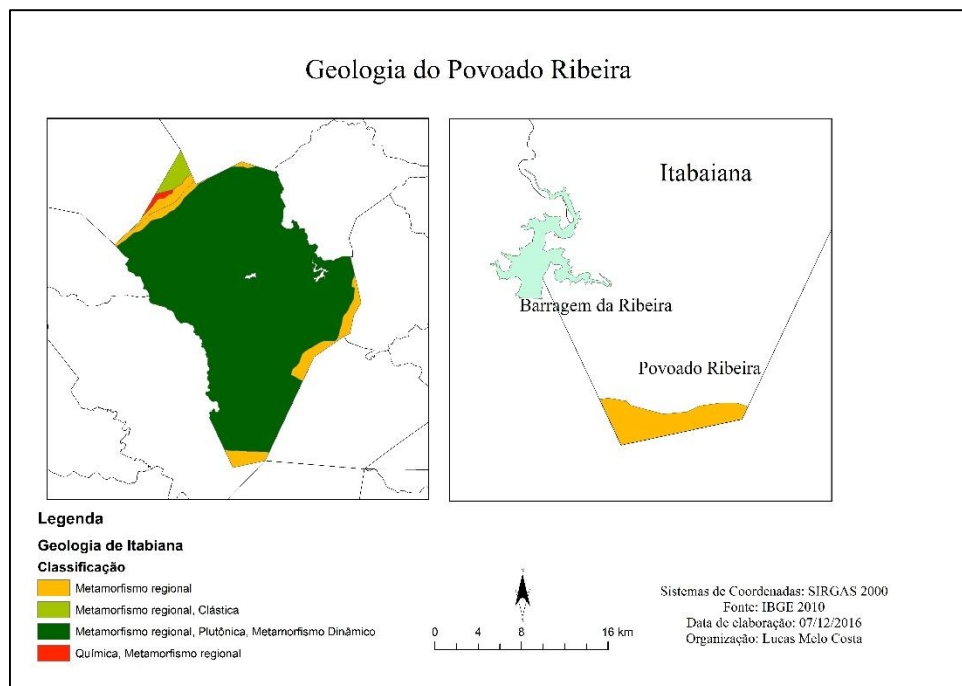 Geologia do Povoado Ribeira
Itabaiana
Barragem da Ribeira
Povoado Ribeira
Legenda
Geologia de Itabiana
Classificação
Metamorfismo regional
Metamorfismo regional, Clástica
Metamorfismo regional, Plutônica, Metamorfismo Dinâmico
Química, Metamorfismo regional
0 4 8 16 km
Sistemas de Coordenadas: SIRGAS 2000
Fonte: IBGE 2010
Data de elaboração: 07/12/2016
Organização: Lucas Melo Costa